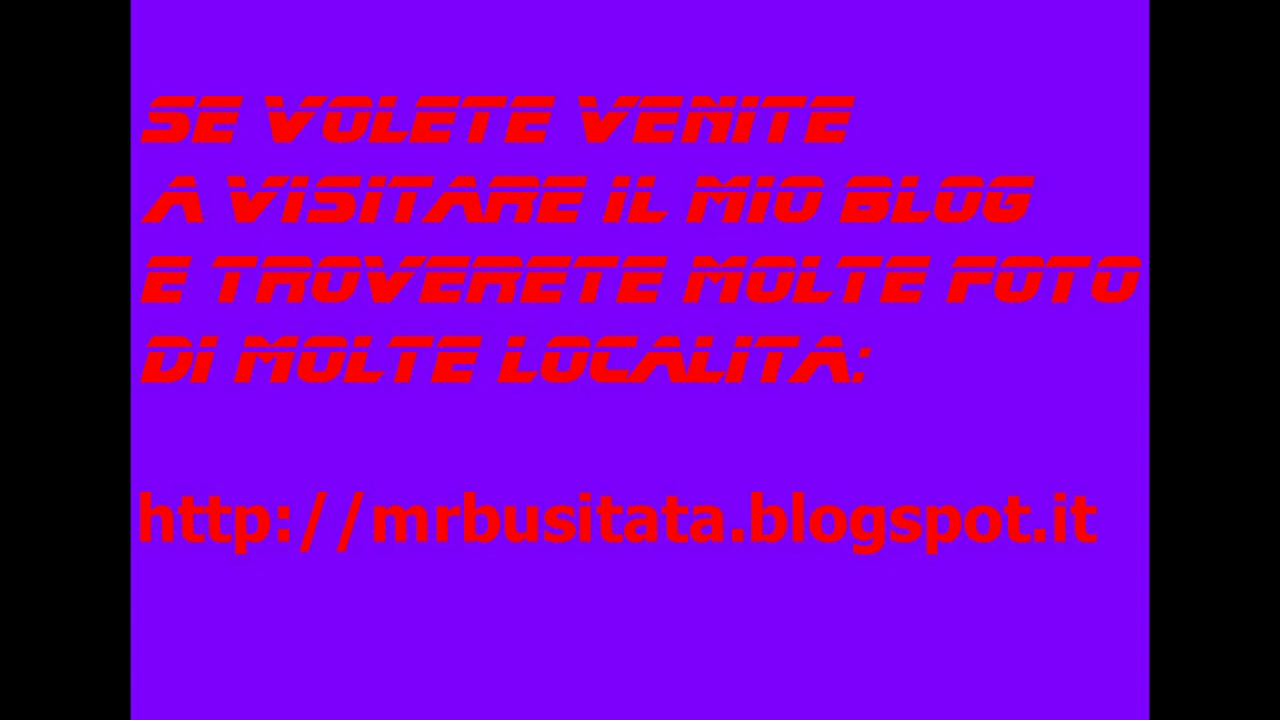 SE VOLETE VENITE
A VISITARE IL MIO BLOG
E TROVERETE MOLTE FOTO
DI MOLTE LOCALITA:
http://mrbusitata.blogspot.it